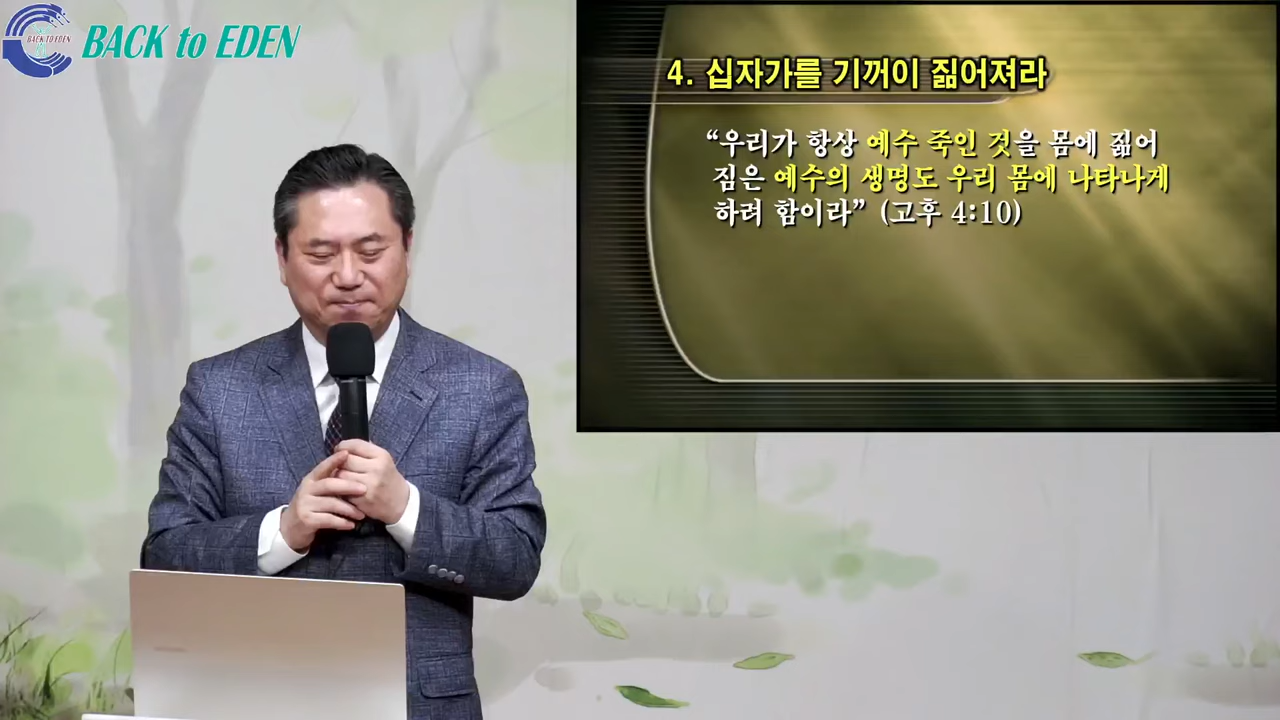 BACK TO EDEN
BACK to EDEN
4. 십자가를 기꺼이 짊어져라
“우리가 항상 예수 죽인 것을 몸에 짊어
짐은 예수의 생명도 우리 몸에 나타나게
하려 함이라” (고후 4:10)